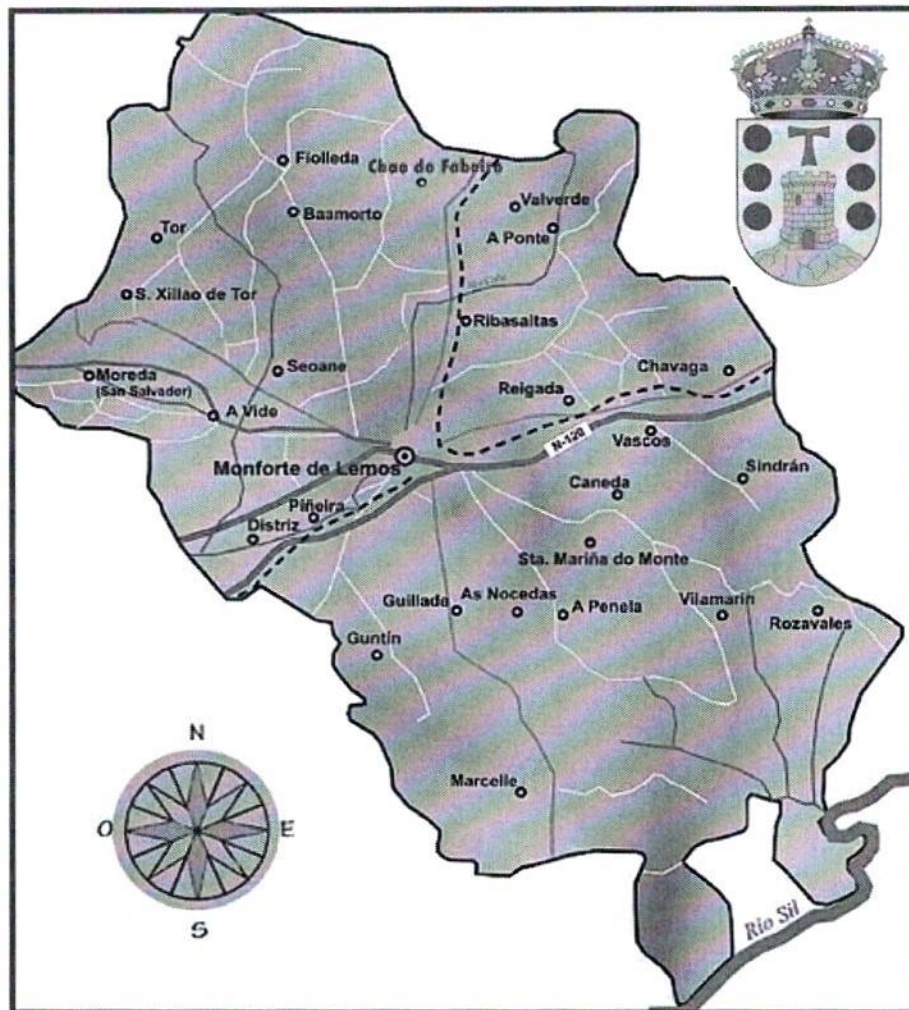 Fiolleda
Chao do Fabeiro
Baamorto
Valverde
Tor
A Ponte
S. Xillao de Tor
Ribasaltas
Moreda
(San Salvador)
Seoane
Chavaga
Reigada
A Vide
N-120
Vascos
Monforte de Lemos
Sindrán
Caneda
Piñeira
Distriz
Sta. Mariña do Monte
Guillade
As Nocedas
A Penela
Vilamarín
Rozavales
Guntín
N
Marcelle
O
E
S
Río Sil